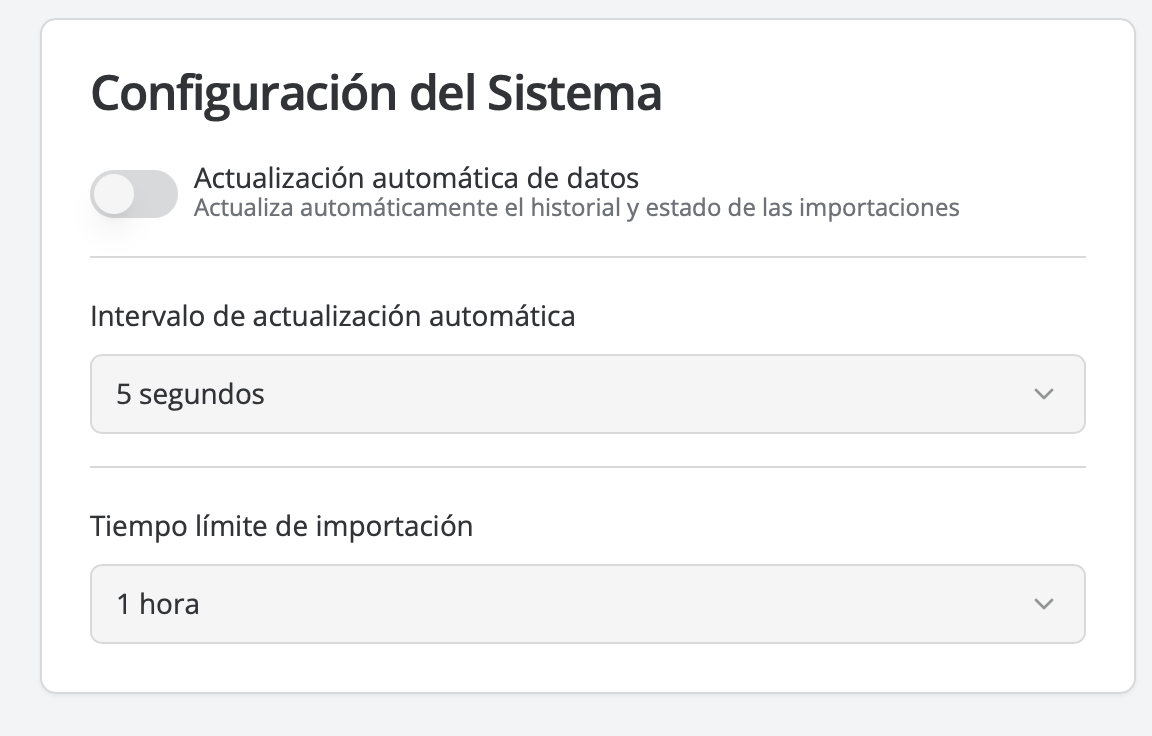 Configuración del Sistema
Actualización automática de datos
Actualiza automáticamente el historial y estado de las importaciones
Intervalo de actualización automática
5 segundos
Tiempo límite de importación
1 hora